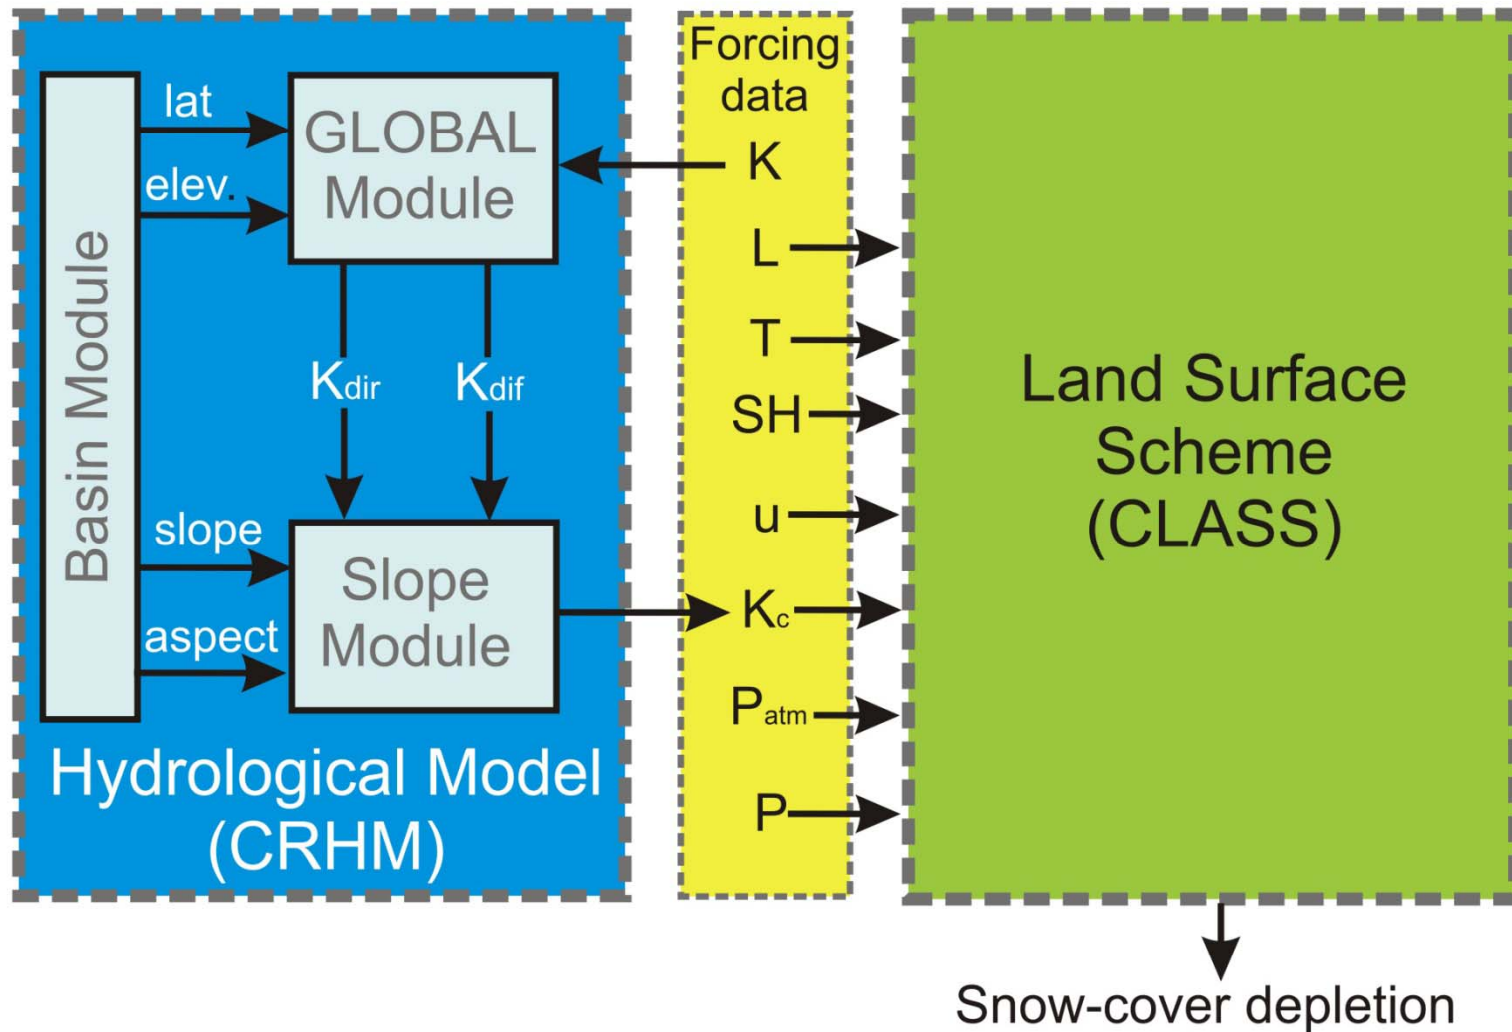 Basin Module
lat
elev.
GLOBAL
Module
Kdir
Kdif
slope
aspect
Slope
Module
Hydrological Model
(CRHM)
Forcing
data
K
L
T
SH
u
Kc
Patm
P
Land Surface
Scheme
(CLASS)
Snow-cover depletion